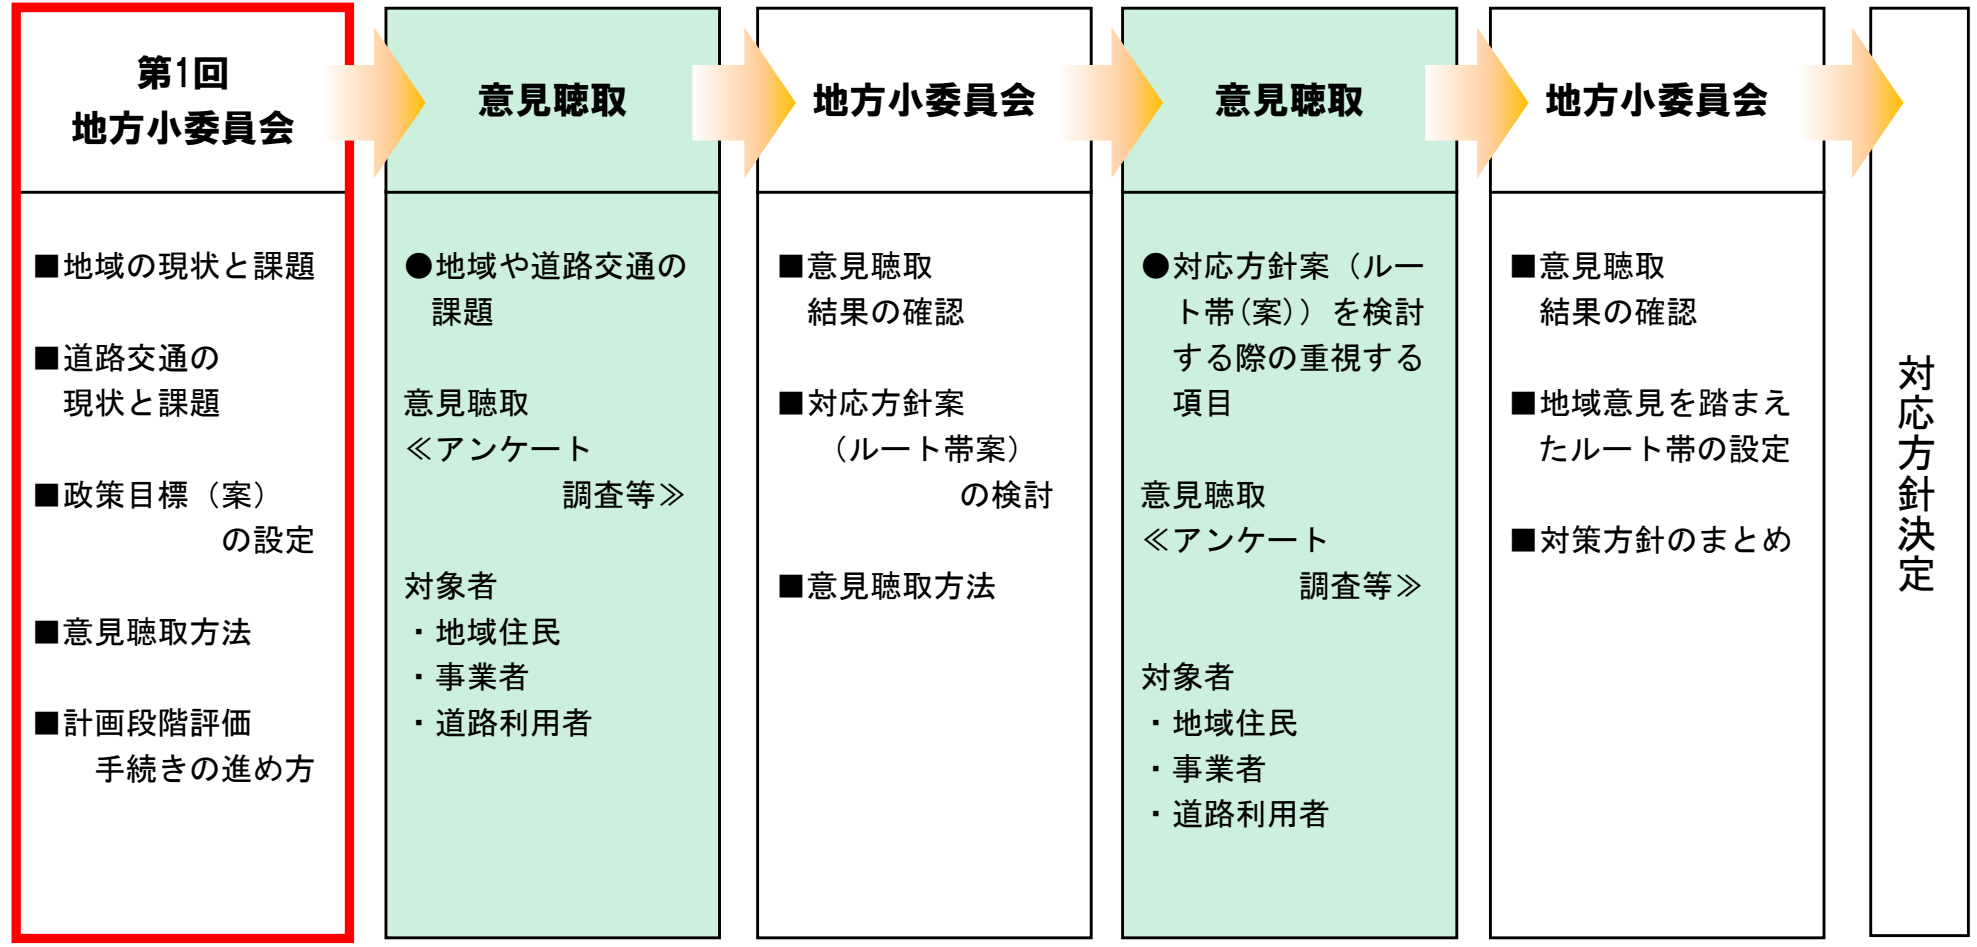 第1回
地方小委員会
■地域の現状と課題
■道路交通の
現状と課題
■政策目標（案）
の設定
■意見聴取方法
■計画段階評価
手続きの進め方
意見聴取
●地域や道路交通の
課題
意見聴取
≪アンケート
調査等≫
対象者
・地域住民
・事業者
・道路利用者
地方小委員会
■意見聴取
結果の確認
■対応方針案
（ルート帯案）
の検討
■意見聴取方法
意見聴取
●対応方針案（ルー
ト帯(案)）を検討
する際の重視する
項目
意見聴取
≪アンケート
調査等≫
対象者
・地域住民
・事業者
・道路利用者
地方小委員会
■意見聴取
結果の確認
■地域意見を踏まえ
たルート帯の設定
■対策方針のまとめ
対応方針決定